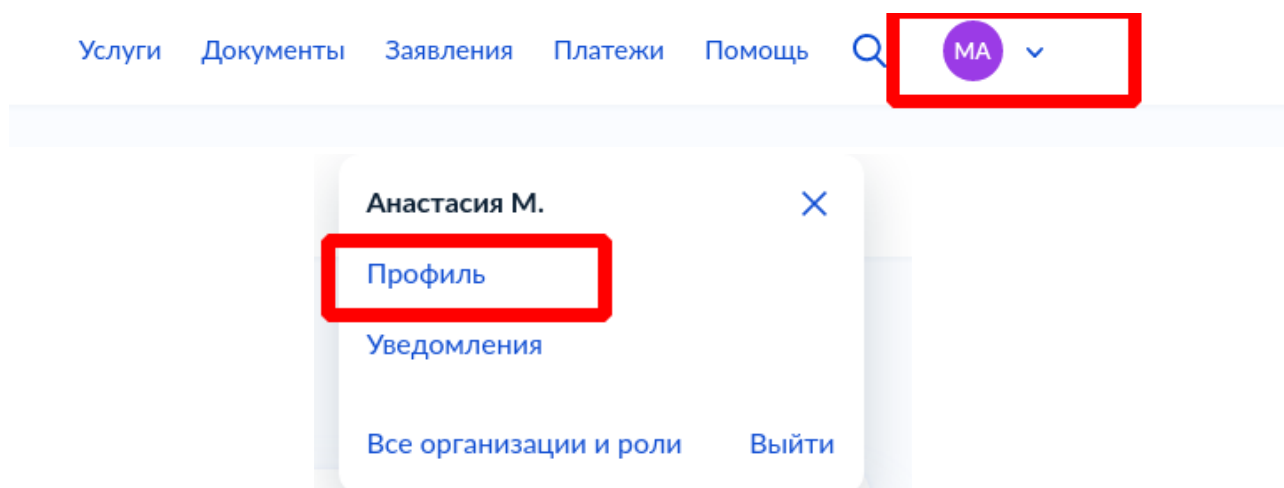 Услуги Документы Заявления Платежи Помощь МА
Анастасия М.
Профиль
Уведомления
Все организации и роли Выйти